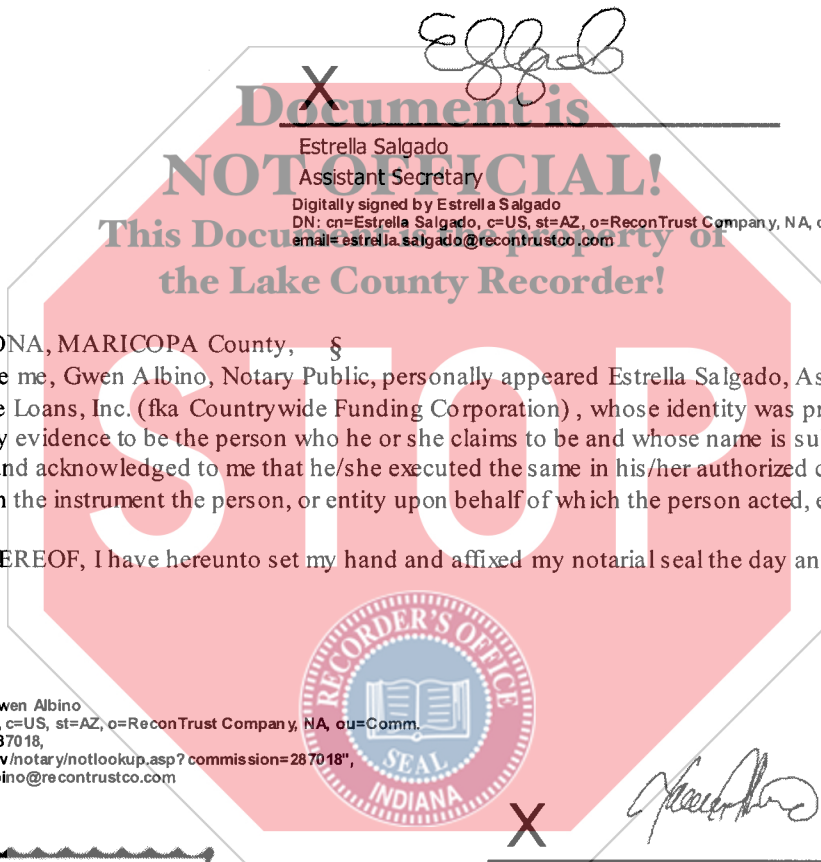 X
Document is
Estrella Salgado
NOT OFFICIAL!
Assistant Secretary
Digitally signed by Estrella Salgado
DN: cn=Estrella Salgado, c=US, st=AZ, o=ReconTrust Company, NA, o
This Document is the property of
email=estrella.salgado@recontrustco.com
the Lake County Recorder!
ONA, MARICOPA County, §
e me, Gwen Albino, Notary Public, personally appeared Estrella Salgado, As
e Loans, Inc. (fka Countrywide Funding Corporation) , whose identity was pr
y evidence to be the person who he or she claims to be and whose name is su
nd acknowledged to me that he/she executed the same in his/her authorized c
n the instrument the person, or entity upon behalf of which the person acted, e
STOP
EREOF, I have hereunto set my hand and affixed my notarial seal the day an
RECORDER'S OFFICE
SEAL
INDIANA
wen Albino
, c=US, st=AZ, o=ReconTrust Company, NA, ou=Comm.
87018,
v/notary/notlookup.asp?commission=287018",
bino@recontrustco.com
X